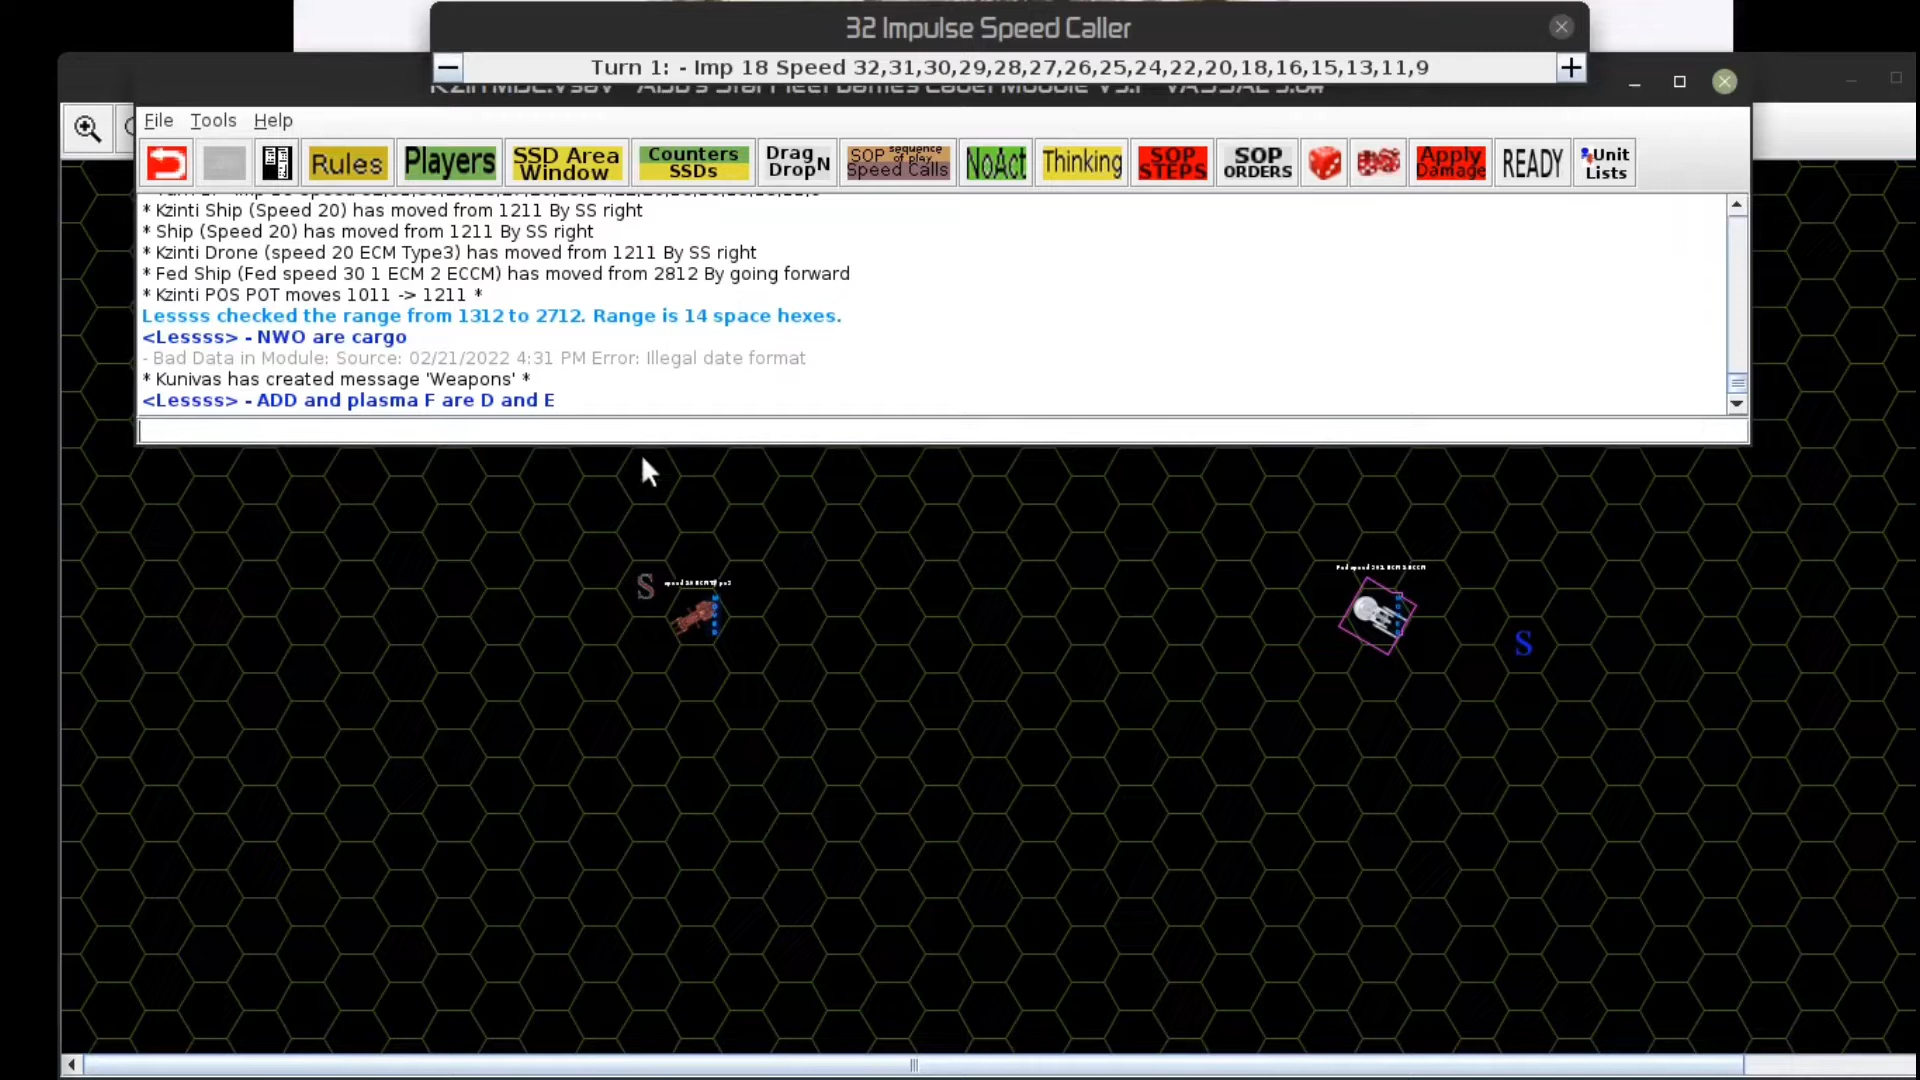 32 Impulse Speed Caller
Turn 1: - Imp 18 Speed 32,31,30,29,28,27,26,25,24,22,20,18,16,15,13,11,9
File Tools Help
Rules
Players
SSD Area Window
Counters SSDs
Drag N Drop
SOP sequence of play Speed Calls
NoAct
Thinking
SOP STEPS
SOP ORDERS
Apply Damage
READY
Unit Lists
* Kzinti Ship (Speed 20) has moved from 1211 By SS right
* Ship (Speed 20) has moved from 1211 By SS right
* Kzinti Drone (speed 20 ECM Type3) has moved from 1211 By SS right
* Fed Ship (Fed speed 30 1 ECM 2 ECCM) has moved from 2812 By going forward
* Kzinti POS POT moves 1011 -> 1211 *
Lessss checked the range from 1312 to 2712. Range is 14 space hexes.
<Lessss> - NWO are cargo
- Bad Data in Module: Source: 02/21/2022 4:31 PM Error: Illegal date format
* Kunivas has created message 'Weapons' *
<Lessss> - ADD and plasma F are D and E
S
S